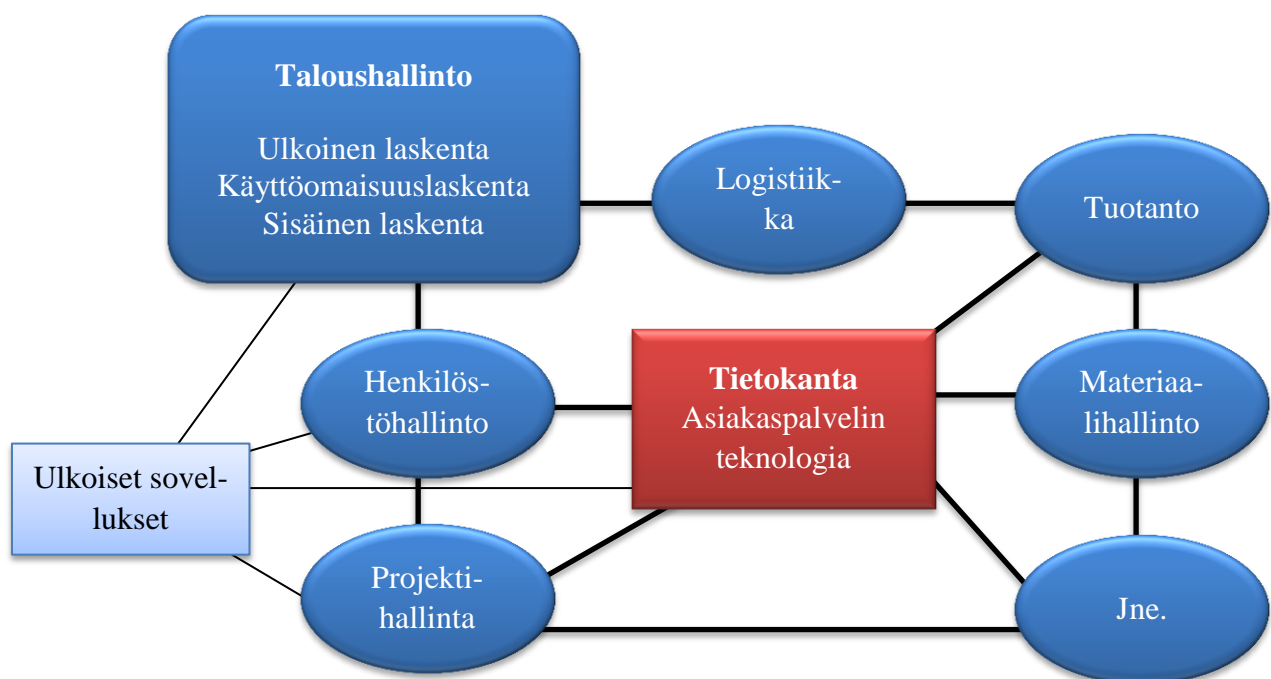 Taloushallinto
Ulkoinen laskenta
Käyttöomaisuuslaskenta
Sisäinen laskenta
Logistiik-
ka
Tuotanto
Henkilös-
töhallinto
Tietokanta
Asiakaspalvelin
teknologia
Materiaa-
lihallinto
Ulkoiset sovel-
lukset
Projekti-
hallinta
Jne.